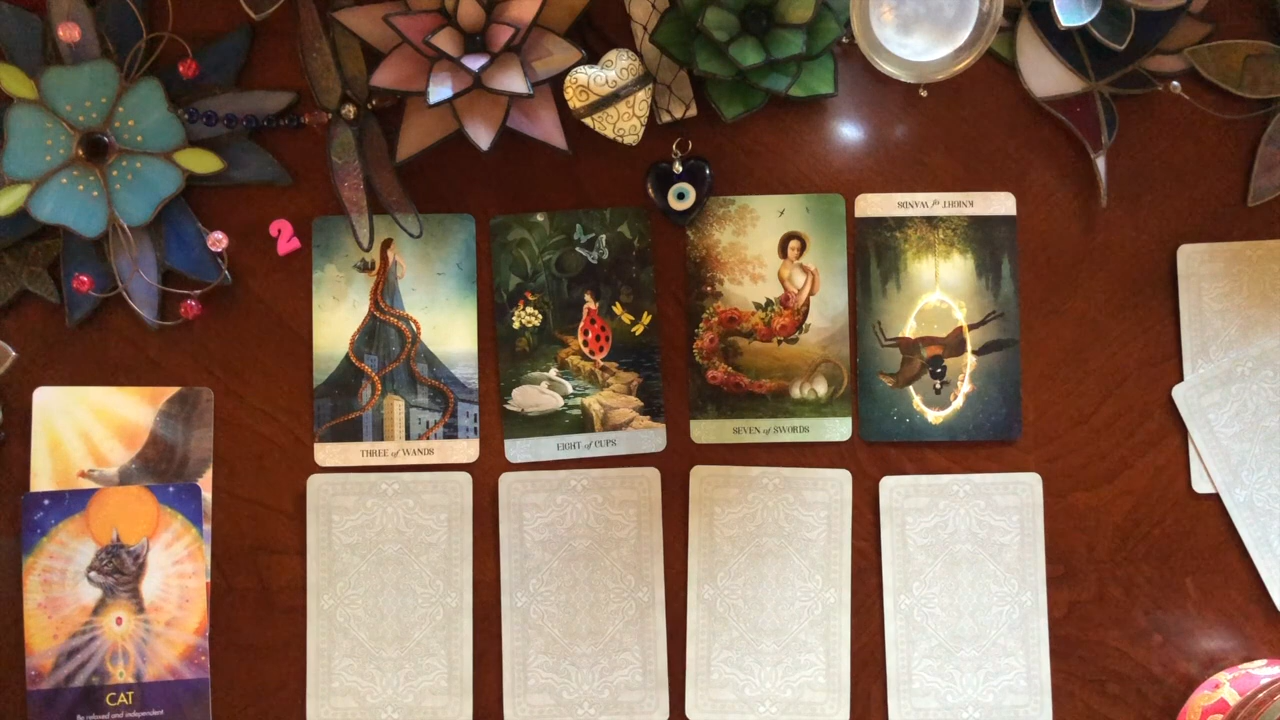 2
KNIGHT of WANDS
THREE of WANDS
EIGHT of CUPS
SEVEN of SWORDS
CAT
Be relaxed and independent